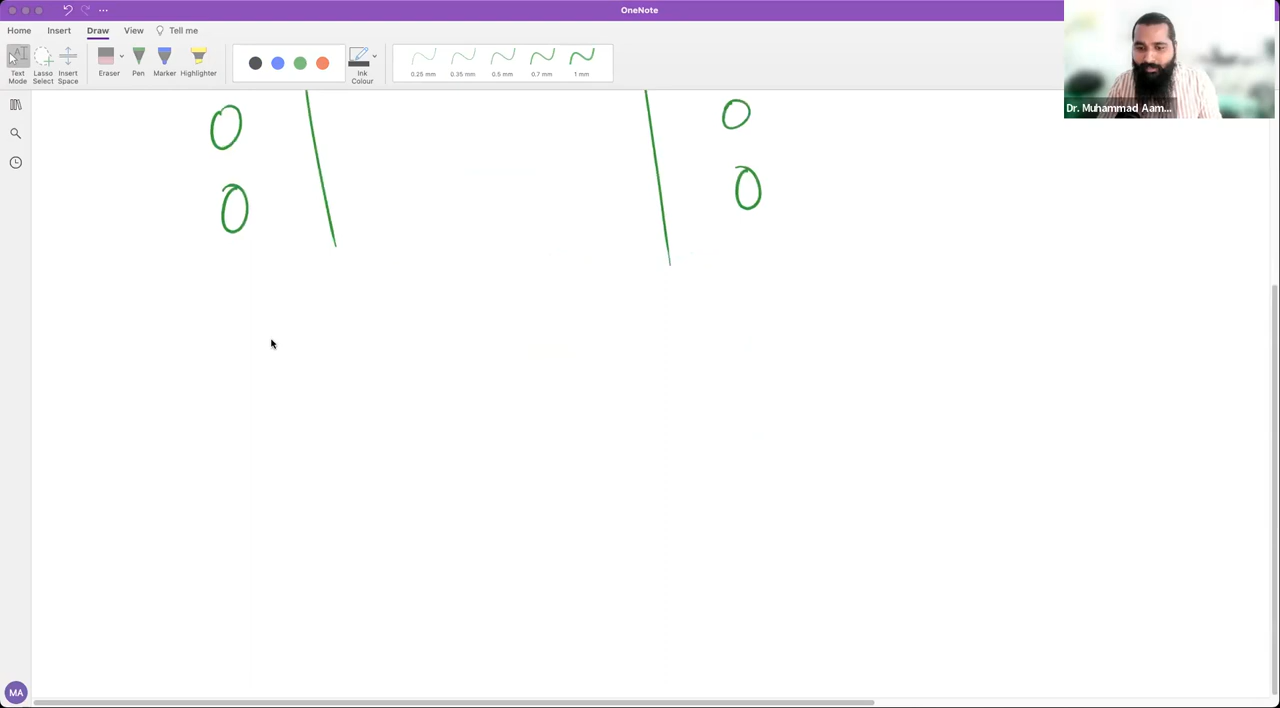 OneNote
Home Insert Draw View Tell me
Text Mode
Lasso Select
Insert Space
Eraser
Pen
Marker
Highlighter
Ink Colour
0.25 mm 0.35 mm 0.5 mm 0.7 mm 1 mm
Dr. Muhammad Aam...
0 0
0 0
MA